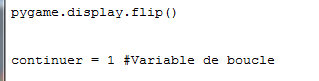 pygame.display.flip()
continuer = 1 #Variable de boucle